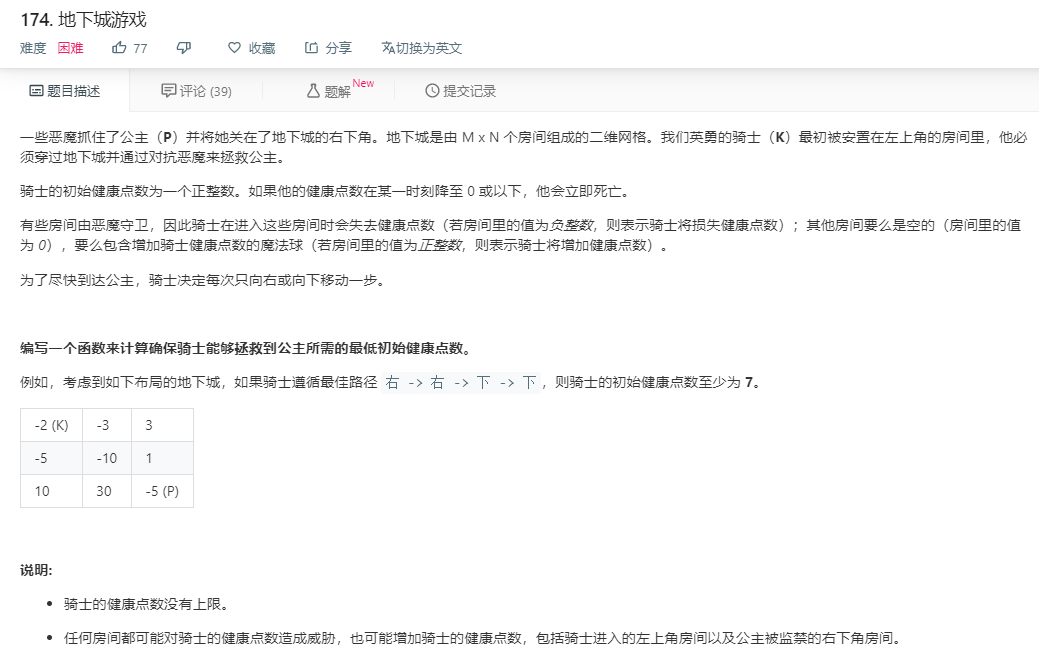 174. 地下城游戏
难度 困难 77 收藏 分享 切换为英文
题目描述 评论 (39) 题解 New 提交记录
一些恶魔抓住了公主（P）并将她关在了地下城的右下角。地下城是由 M x N 个房间组成的二维网格。我们英勇的骑士（K）最初被安置在左上角的房间里，他必
须穿过地下城并通过对抗恶魔来拯救公主。
骑士的初始健康点数为一个正整数。如果他的健康点数在某一时刻降至 0 或以下，他会立即死亡。
有些房间由恶魔守卫，因此骑士在进入这些房间时会失去健康点数（若房间里的值为负整数，则表示骑士将损失健康点数）；其他房间要么是空的（房间里的值
为 0），要么包含增加骑士健康点数的魔法球（若房间里的值为正整数，则表示骑士将增加健康点数）。
为了尽快到达公主，骑士决定每次只向右或向下移动一步。
编写一个函数来计算确保骑士能够拯救到公主所需的最低初始健康点数。
例如，考虑到如下布局的地下城，如果骑士遵循最佳路径 右 -> 右 -> 下 -> 下，则骑士的初始健康点数至少为 7。
-2 (K) -3 3
-5 -10 1
10 30 -5 (P)
说明:
• 骑士的健康点数没有上限。
• 任何房间都可能对骑士的健康点数造成威胁，也可能增加骑士的健康点数，包括骑士进入的左上角房间以及公主被监禁的右下角房间。